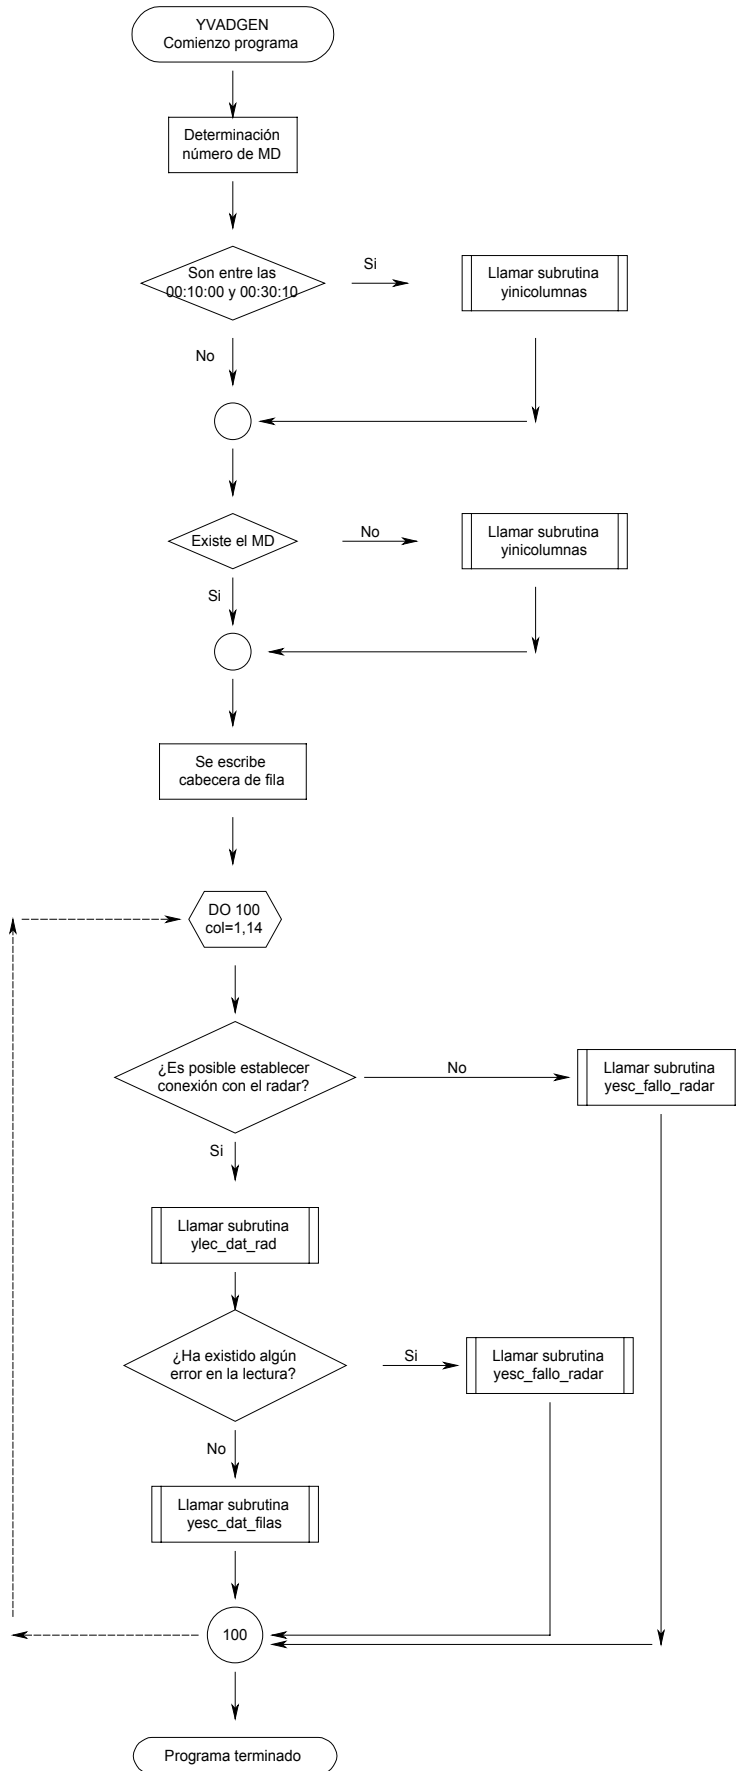 YVADGEN
Comienzo programa
Determinación
número de MD
Son entre las
00:10:00 y 00:30:10
Si
Llamar subrutina
yinicolumnas
No
Existe el MD
No
Llamar subrutina
yinicolumnas
Si
Se escribe
cabecera de fila
DO 100
col=1,14
¿Es posible establecer
conexión con el radar?
No
Llamar subrutina
yesc_fallo_radar
Si
Llamar subrutina
ylec_dat_rad
¿Ha existido algún
error en la lectura?
Si
Llamar subrutina
yesc_fallo_radar
No
Llamar subrutina
yesc_dat_filas
100
Programa terminado